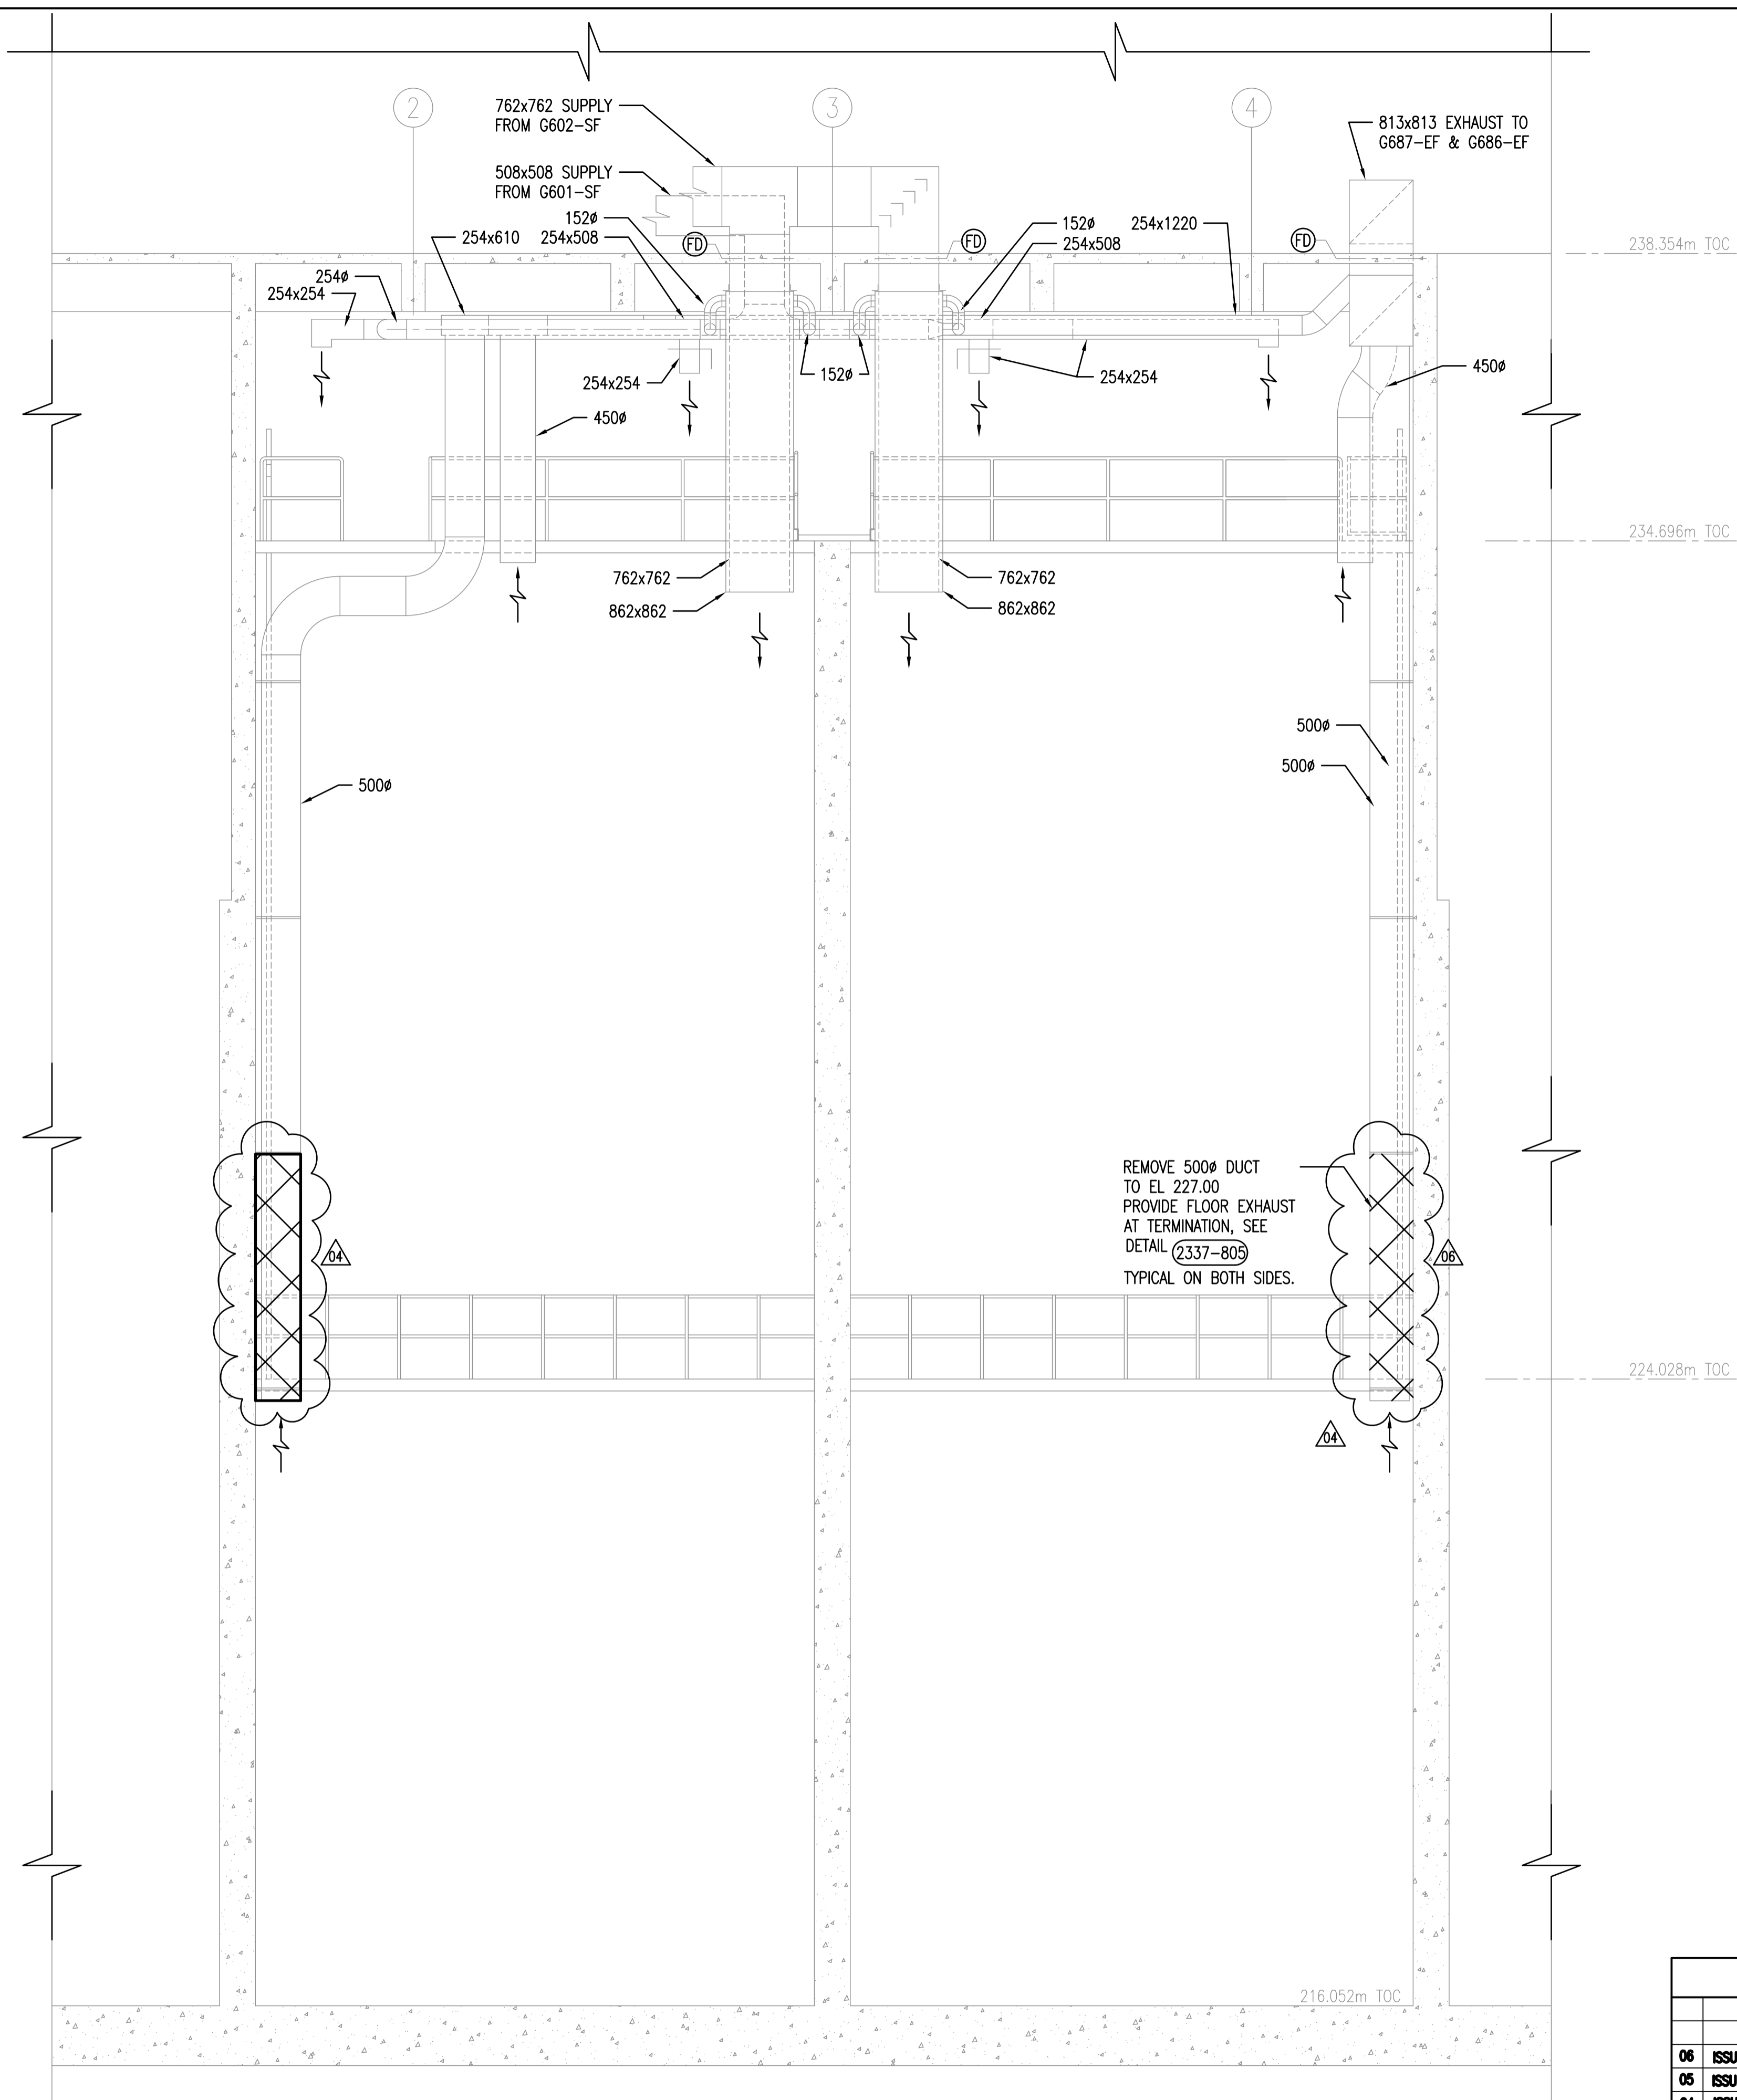 2
3
4
762x762 SUPPLY
FROM G602-SF
813x813 EXHAUST TO
G687-EF & G686-EF
508x508 SUPPLY
FROM G601-SF
152ø
254x610
254x508
FD
FD
152ø
254x508
254x1220
FD
238.354m TOC
254ø
254x254
254x254
152ø
254x254
450ø
450ø
234.696m TOC
762x762
862x862
762x762
862x862
500ø
500ø
500ø
REMOVE 500ø DUCT
TO EL 227.00
PROVIDE FLOOR EXHAUST
AT TERMINATION, SEE
DETAIL 2337-805
TYPICAL ON BOTH SIDES.
04
06
224.028m TOC
04
216.052m TOC
06 ISSU
05 ISSU